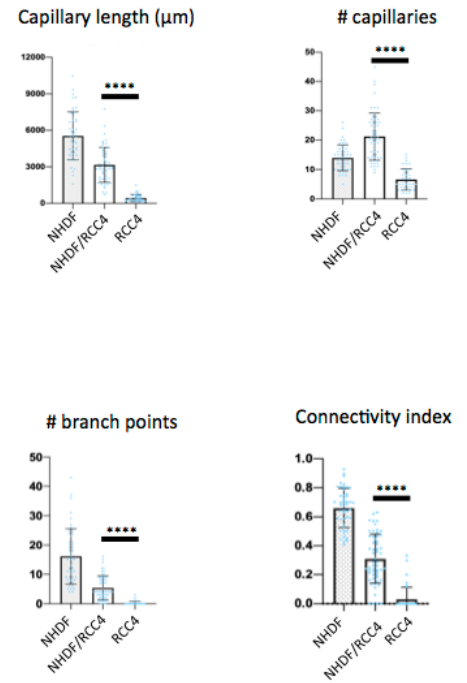 Capillary length (μm)
# capillaries
12000
9000
6000
3000
0
****
NHDF
NHDF/RCC4
RCC4
50
40
30
20
10
0
****
NHDF
NHDF/RCC4
RCC4
# branch points
Connectivity index
50
40
30
20
10
0
****
NHDF
NHDF/RCC4
RCC4
1.0
0.8
0.6
0.4
0.2
0.0
****
NHDF
NHDF/RCC4
RCC4